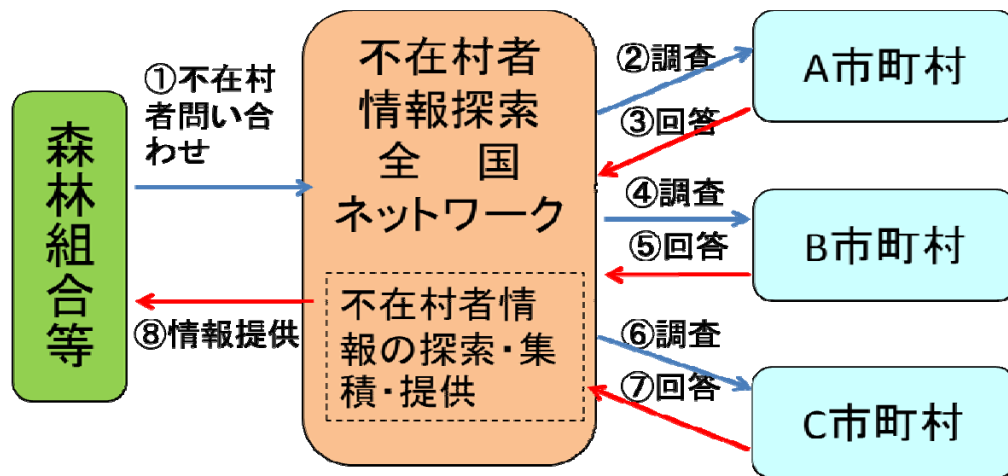 森林組合等
①不在村
者問い合
わせ
⑧情報提供
不在村者
情報探索
全　国
ネットワーク
不在村者情
報の探索・集
積・提供
②調査
③回答
④調査
⑤回答
⑥調査
⑦回答
A市町村
B市町村
C市町村